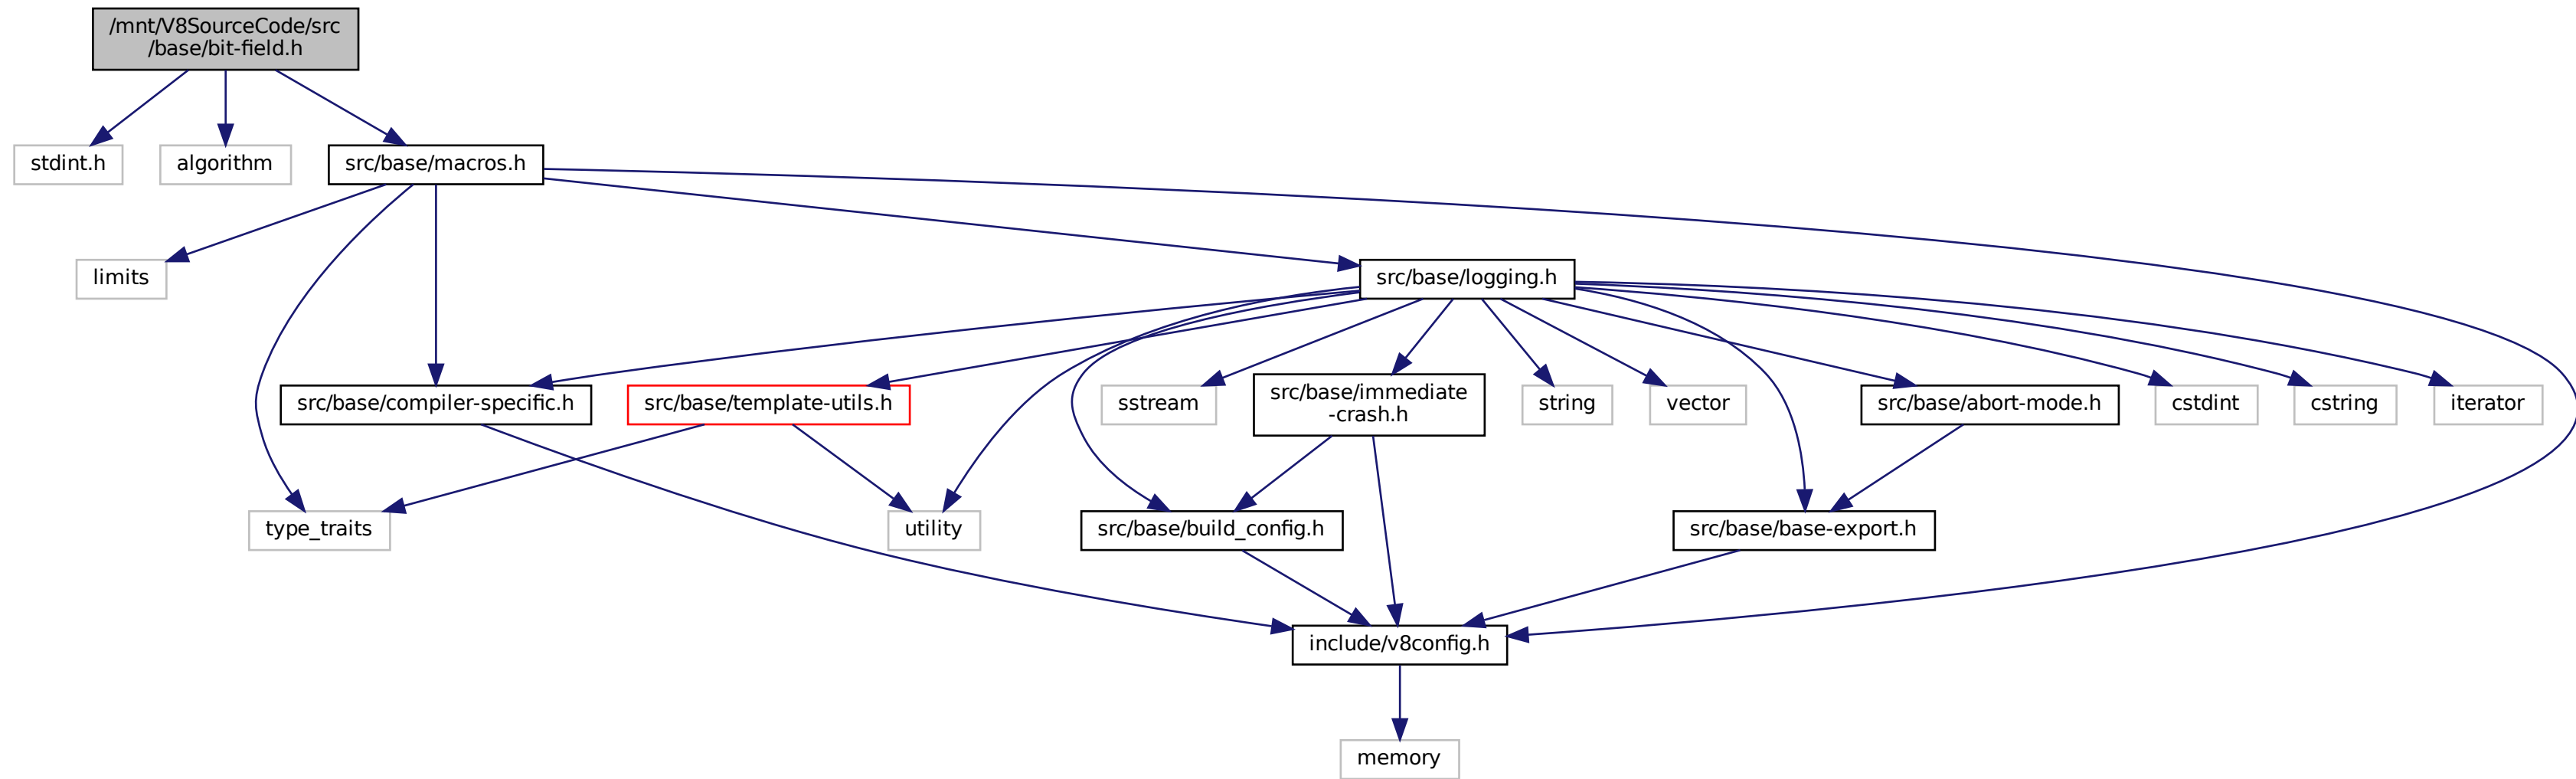 /mnt/V8SourceCode/src
/base/bit-field.h
stdint.h
algorithm
src/base/macros.h
limits
src/base/logging.h
src/base/compiler-specific.h
src/base/template-utils.h
sstream
src/base/immediate
-crash.h
string
vector
src/base/abort-mode.h
cstdint
cstring
iterator
type_traits
utility
src/base/build_config.h
src/base/base-export.h
include/v8config.h
memory